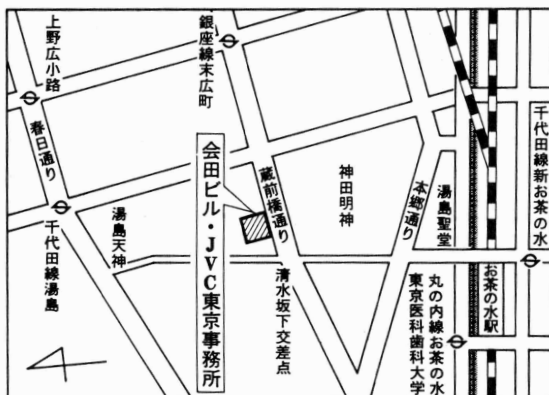 上野広小路
銀座線末広町
春日通り
千代田線湯島
湯島天神
会田ビル・JVC東京事務所
蔵前橋通り
清水坂下交差点
神田明神
本郷通り
湯島聖堂
東京医科歯科大学
丸の内線お茶の水
お茶の水駅
千代田線新お茶の水